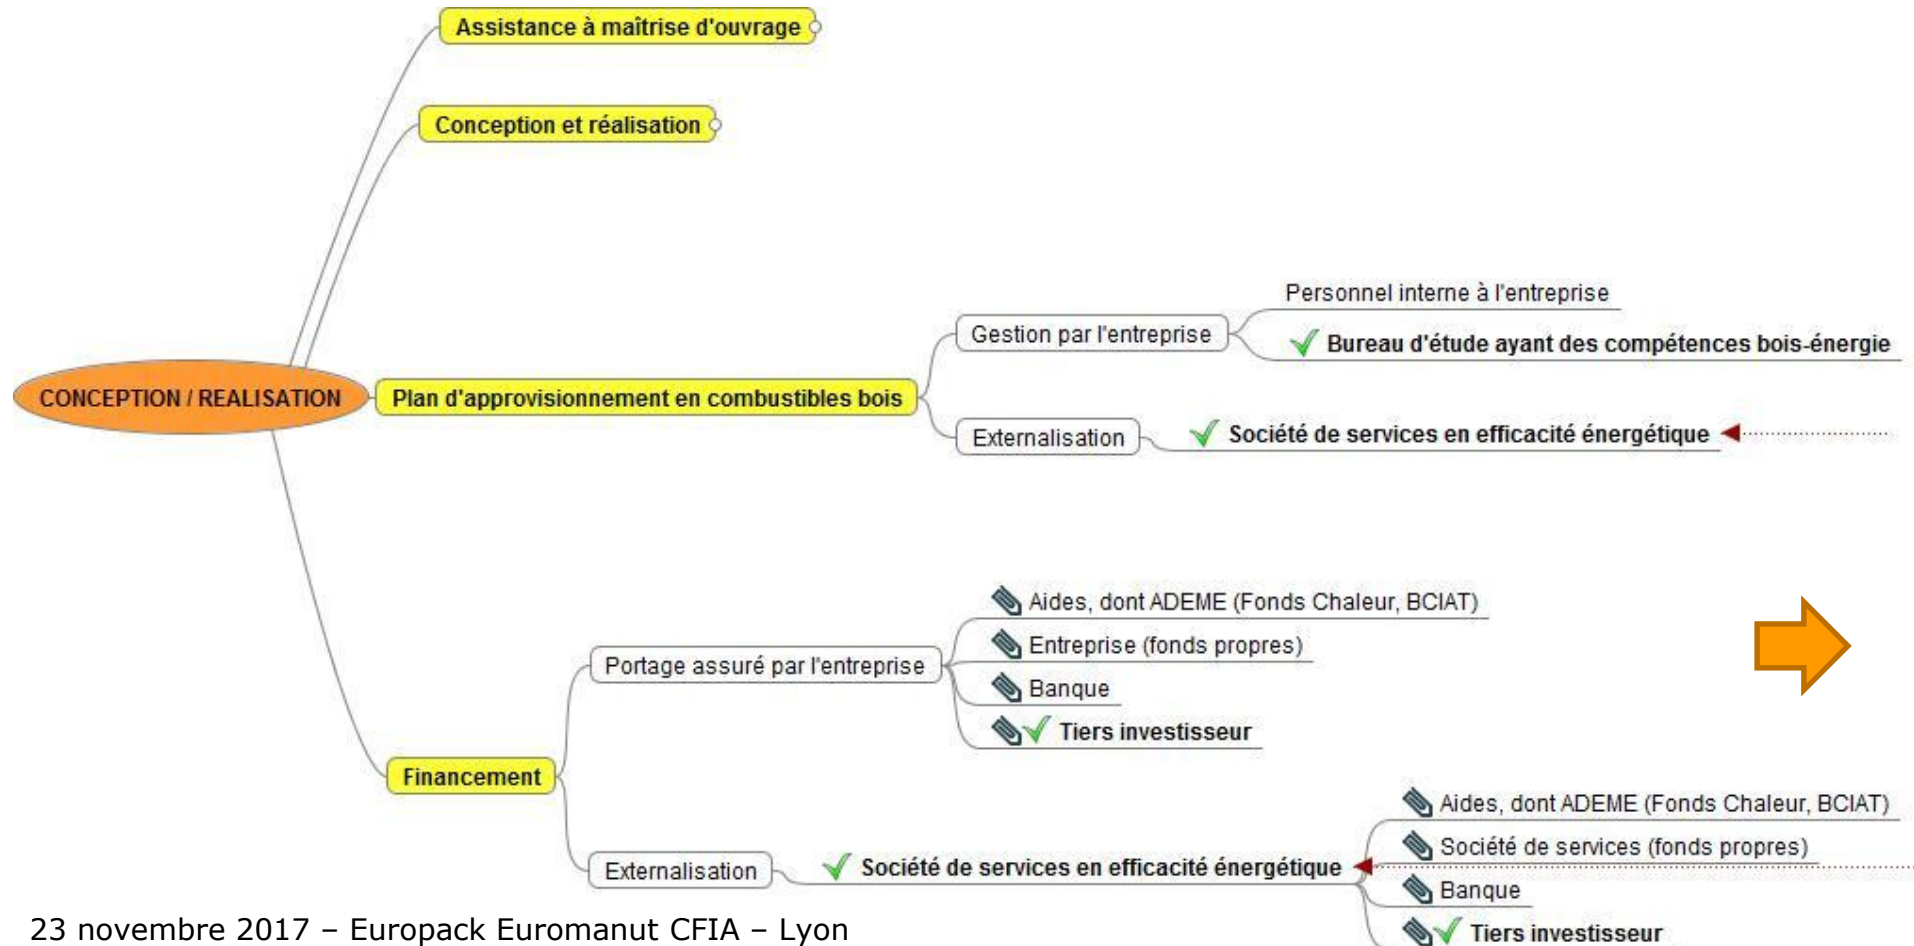 Assistance à maîtrise d'ouvrage
Conception et réalisation
CONCEPTION / REALISATION
Plan d'approvisionnement en combustibles bois
Gestion par l'entreprise
Personnel interne à l'entreprise
Bureau d'étude ayant des compétences bois-énergie
Externalisation
Société de services en efficacité énergétique
Financement
Portage assuré par l'entreprise
Aides, dont ADEME (Fonds Chaleur, BCIAT)
Entreprise (fonds propres)
Banque
Tiers investisseur
Externalisation
Société de services en efficacité énergétique
Aides, dont ADEME (Fonds Chaleur, BCIAT)
Société de services (fonds propres)
Banque
Tiers investisseur
23 novembre 2017 – Europack Euromanut CFIA – Lyon